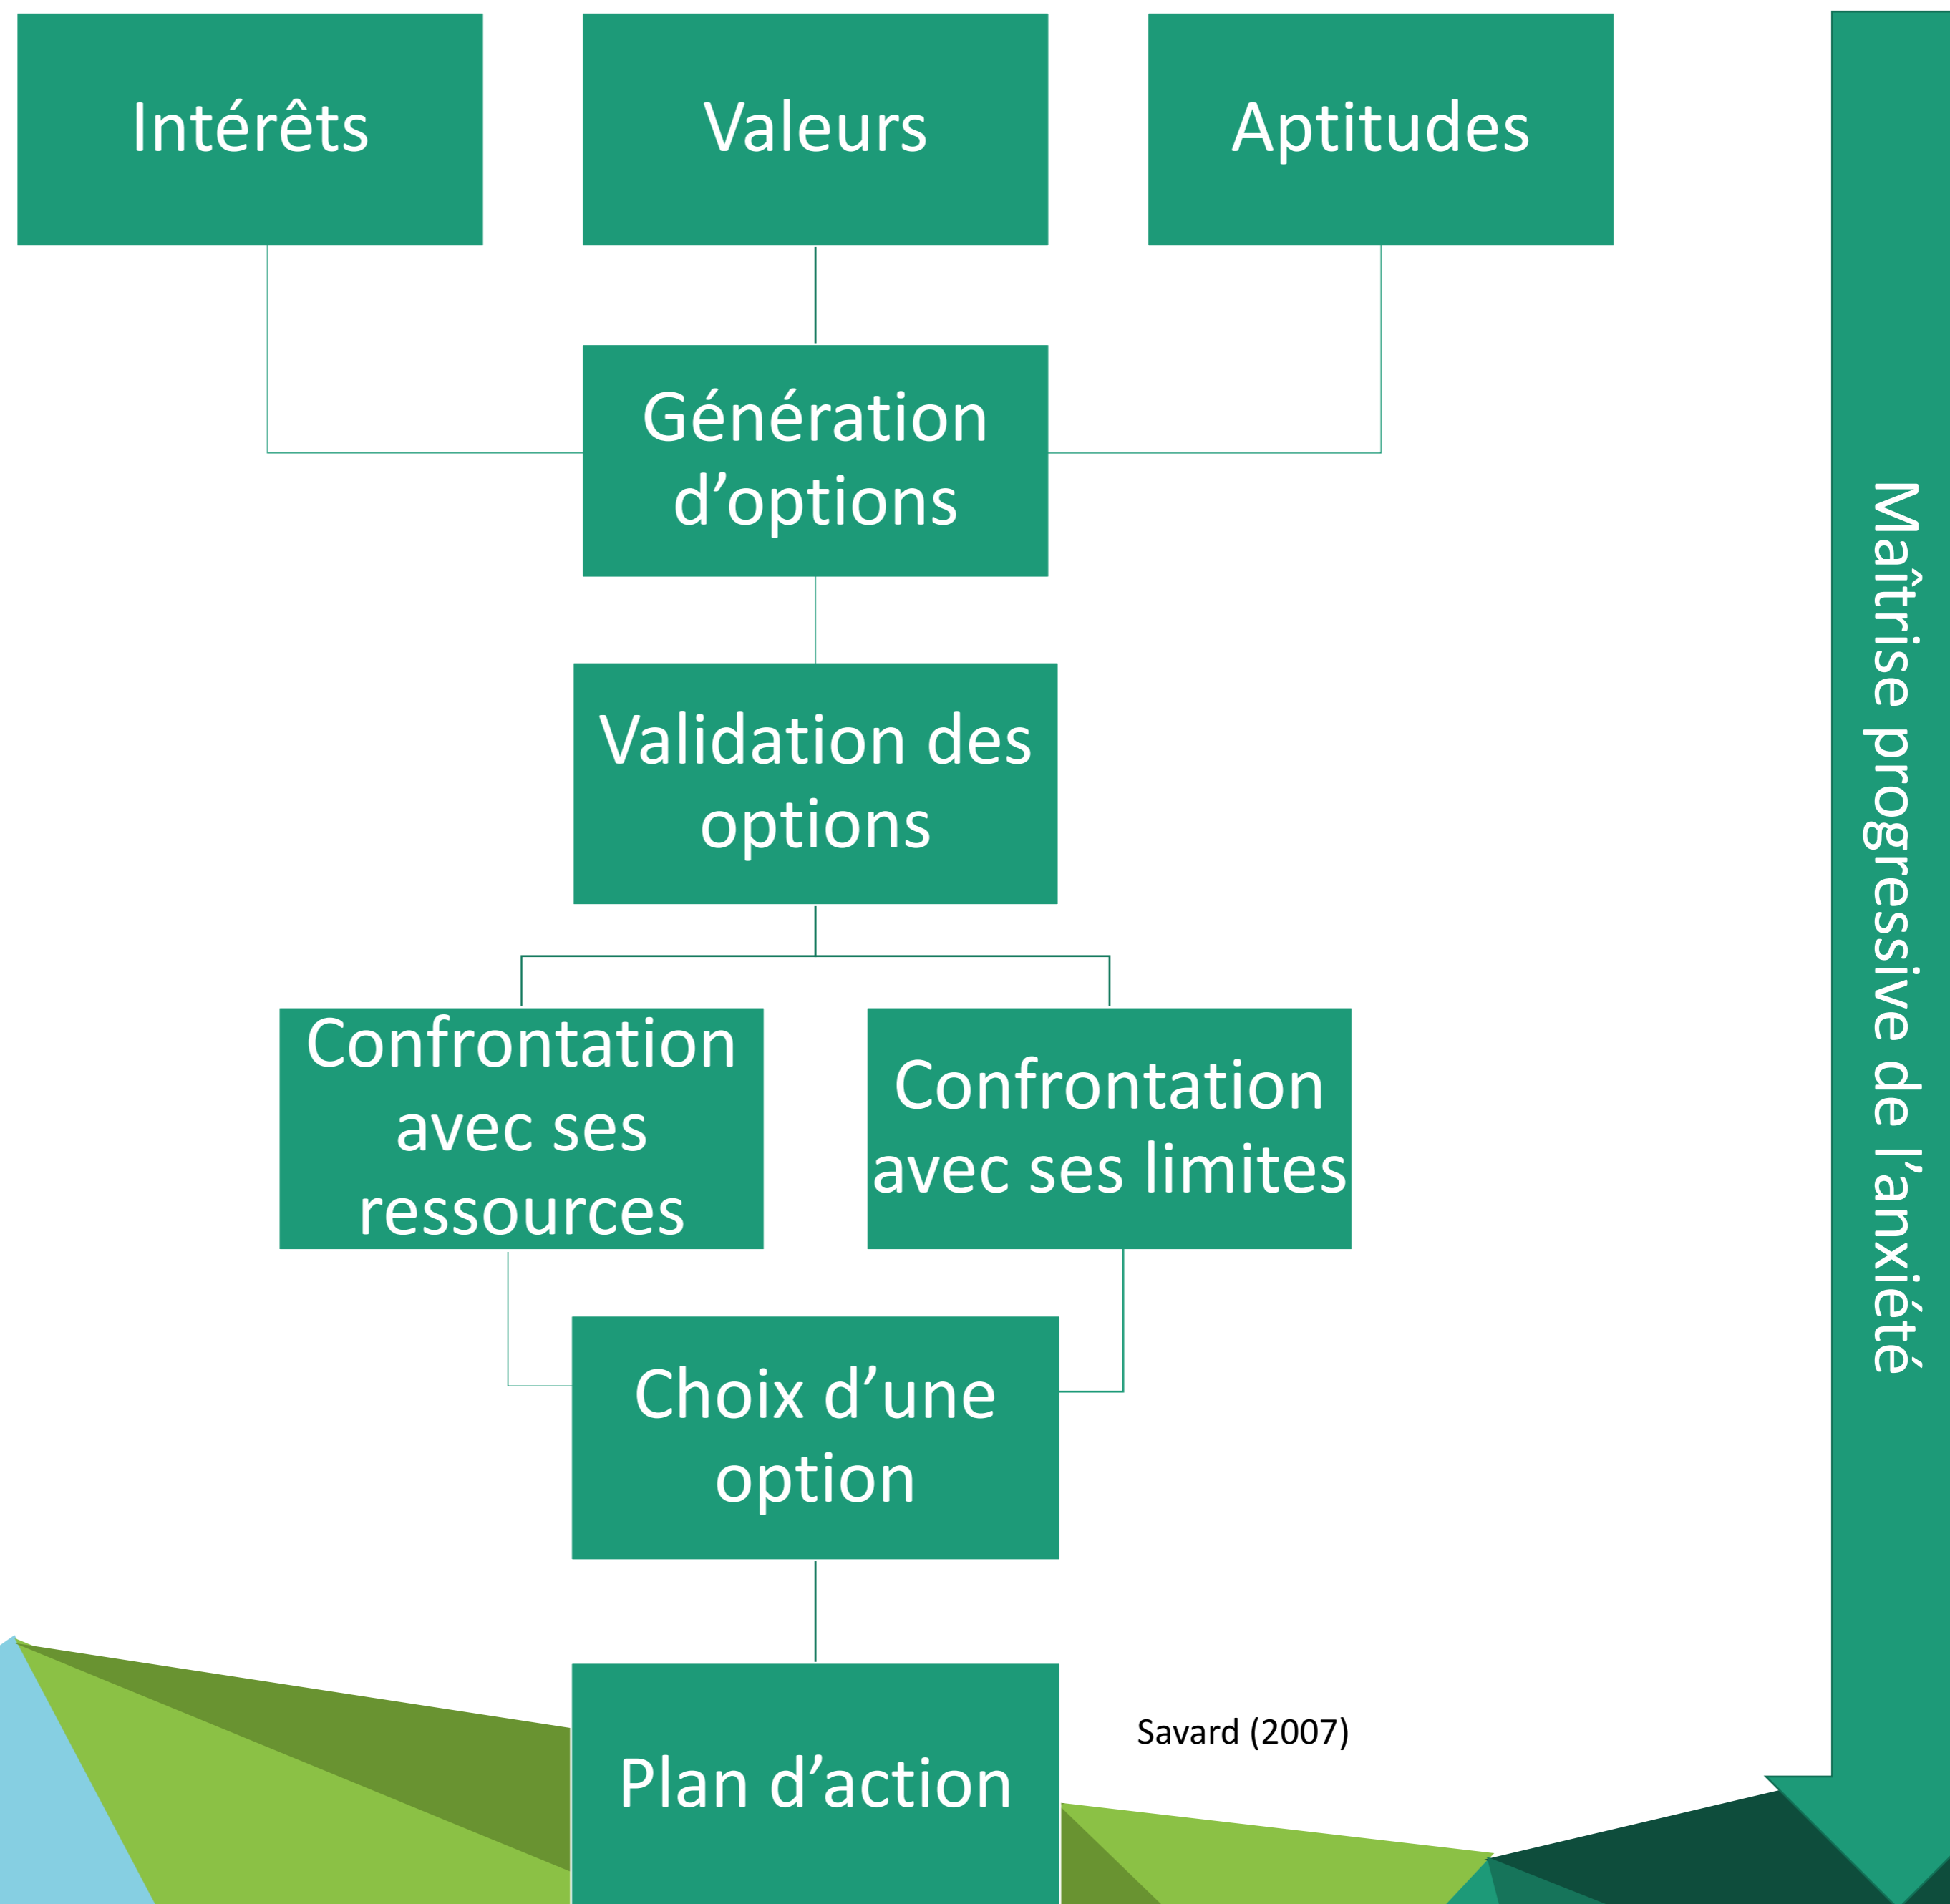 Intérêts
Valeurs
Aptitudes
Génération
d’options
Validation des
options
Confrontation
avec ses
ressources
Confrontation
avec ses limites
Choix d’une
option
Plan d’action
Savard (2007)
Maîtrise progressive de l’anxiété